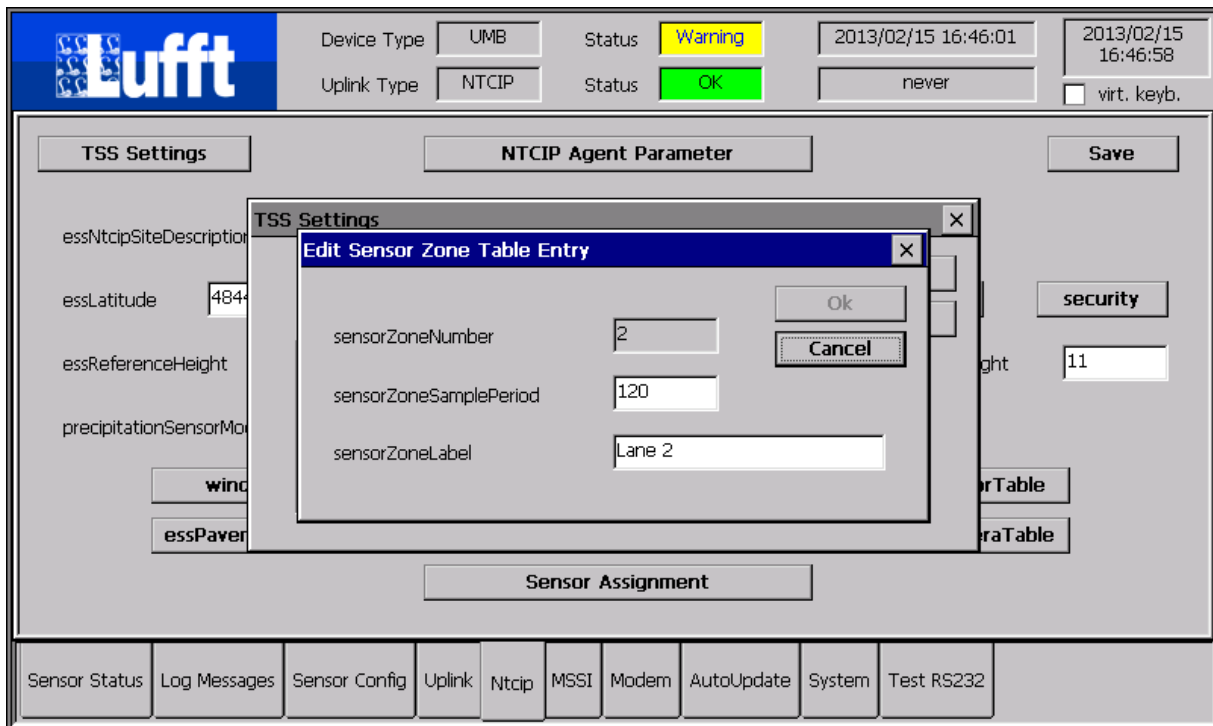 Lufft
Device Type UMB Status Warning 2013/02/15 16:46:01 2013/02/15 16:46:58
Uplink Type NTCIP Status OK never virt. keyb.
TSS Settings NTCIP Agent Parameter Save
TSS Settings
essNtcipSiteDescription
Edit Sensor Zone Table Entry
essLatitude 484 Ok security
sensorZoneNumber 2 Cancel
essReferenceHeight ght 11
sensorZoneSamplePeriod 120
precipitationSensorMo
sensorZoneLabel Lane 2
wind orTable
essPaver eraTable
Sensor Assignment
Sensor Status Log Messages Sensor Config Uplink Ntcip MSSI Modem AutoUpdate System Test RS232